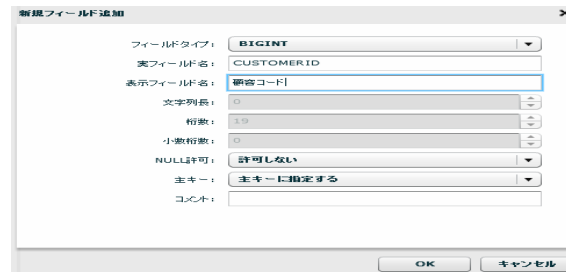 新規フィールド追加
フィールドタイプ： BIGINT
実フィールド名： CUSTOMERID
表示フィールド名： 顧客コード
文字列長： 0
桁数： 19
小数桁数： 0
NULL許可： 許可しない
主キー： 主キーに指定する
コメント：
OK キャンセル